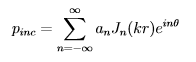 $p_{inc} = \sum_{n=-\infty}^{\infty} a_n J_n(kr) e^{in\theta}$